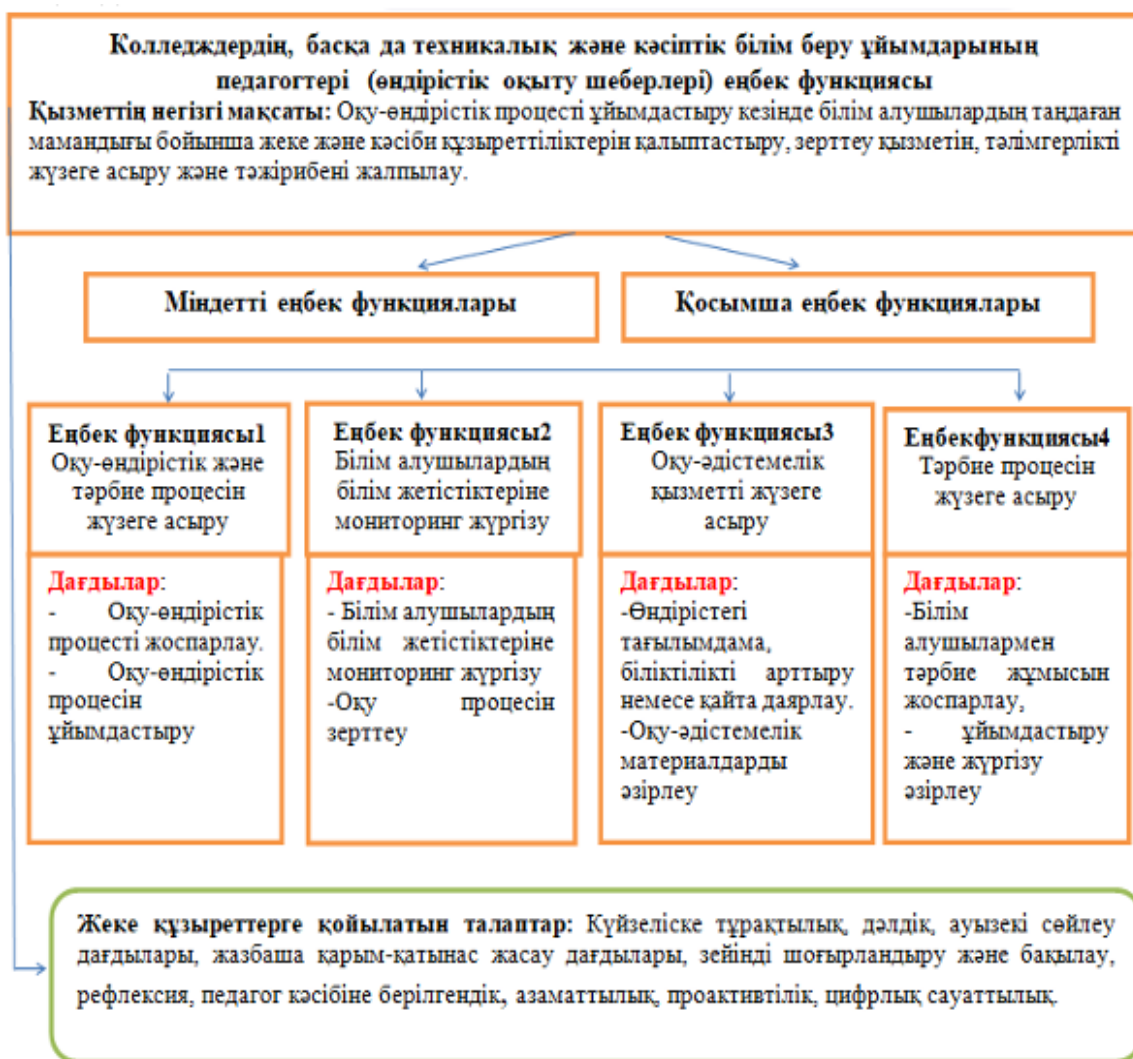 Колледждердің, басқа да техникалық және кәсіптік білім беру ұйымдарының
педагогтері (өндірістік оқыту шеберлері) еңбек функциясы
Қызметтің негізгі мақсаты: Оқу-өндірістік процесті ұйымдастыру кезінде білім алушылардың таңдаған
мамандығы бойынша жеке және кәсіби құзыреттіліктерін қалыптастыру, зерттеу қызметін, тәлімгерлікті
жүзеге асыру және тәжірибені жалпылау.
Міндетті еңбек функциялары
Қосымша еңбек функциялары
Еңбек функциясы1
Оқу-өндірістік және
тәрбие процесін
жүзеге асыру
Дағдылар:
- Оқу-өндірістік
процесті жоспарлау.
- Оқу-өндірістік
процесін
ұйымдастыру
Еңбек функциясы2
Білім алушылардың
білім жетістіктеріне
мониторинг жүргізу
Дағдылар:
- Білім алушылардың
білім жетістіктеріне
мониторинг жүргізу
-Оқу процесін
зерттеу
Еңбек функциясы3
Оқу-әдістемелік
қызметті жүзеге
асыру
Дағдылар:
-Өндірістегі
тағылымдама,
біліктілікті арттыру
немесе қайта даярлау.
-Оқу-әдістемелік
материалдарды
әзірлеу
Еңбекфункциясы4
Тәрбие процесін
жүзеге асыру
Дағдылар:
-Білім
алушылармен
тәрбие жұмысын
жоспарлау,
- ұйымдастыру
және жүргізу
әзірлеу
Жеке құзыреттерге қойылатын талаптар: Күйзеліске тұрақтылық, дәлдік, ауызекі сөйлеу
дағдылары, жазбаша қарым-қатынас жасау дағдылары, зейінді шоғырландыру және бақылау,
рефлексия, педагог кәсібіне берілгендік, азаматтылық, проактивтілік, цифрлық сауаттылық.